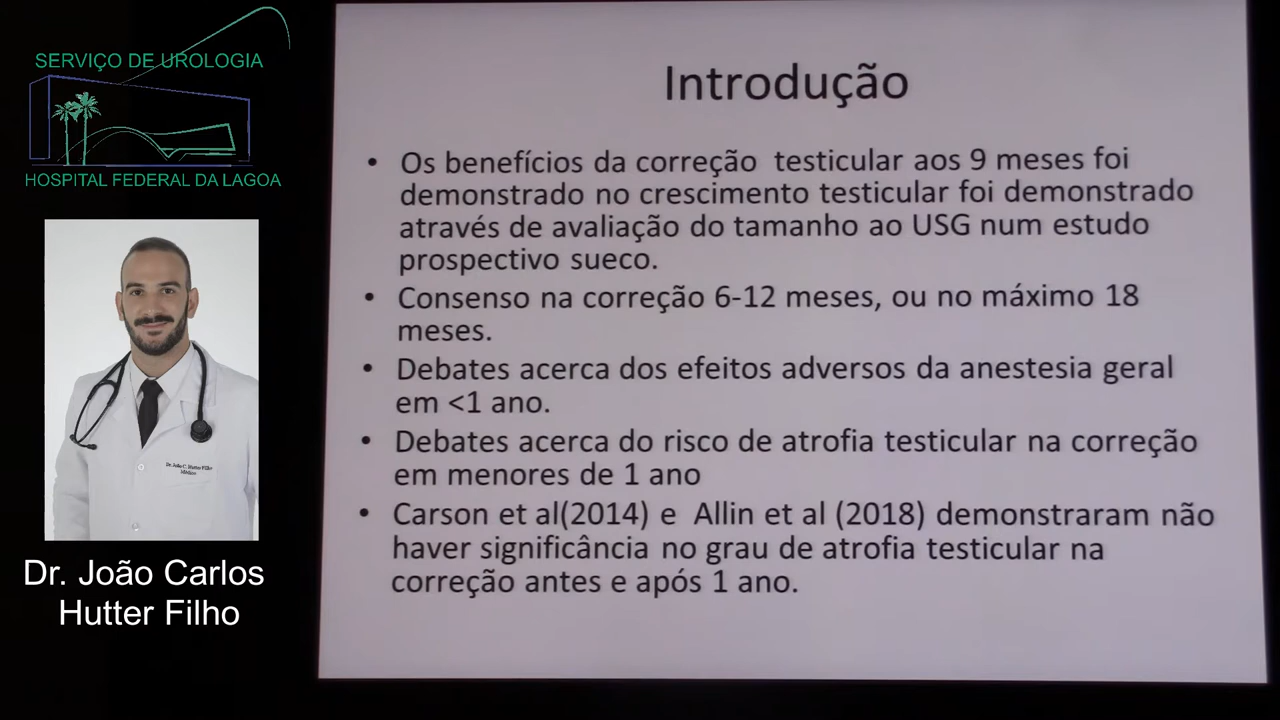 SERVIÇO DE UROLOGIA
HOSPITAL FEDERAL DA LAGOA
Dr. João C. Hutter Filho
Médico
Dr. João Carlos
Hutter Filho
Introdução
• Os benefícios da correção testicular aos 9 meses foi
demonstrado no crescimento testicular foi demonstrado
através de avaliação do tamanho ao USG num estudo
prospectivo sueco.
• Consenso na correção 6-12 meses, ou no máximo 18
meses.
• Debates acerca dos efeitos adversos da anestesia geral
em <1 ano.
• Debates acerca do risco de atrofia testicular na correção
em menores de 1 ano
• Carson et al(2014) e Allin et al (2018) demonstraram não
haver significância no grau de atrofia testicular na
correção antes e após 1 ano.